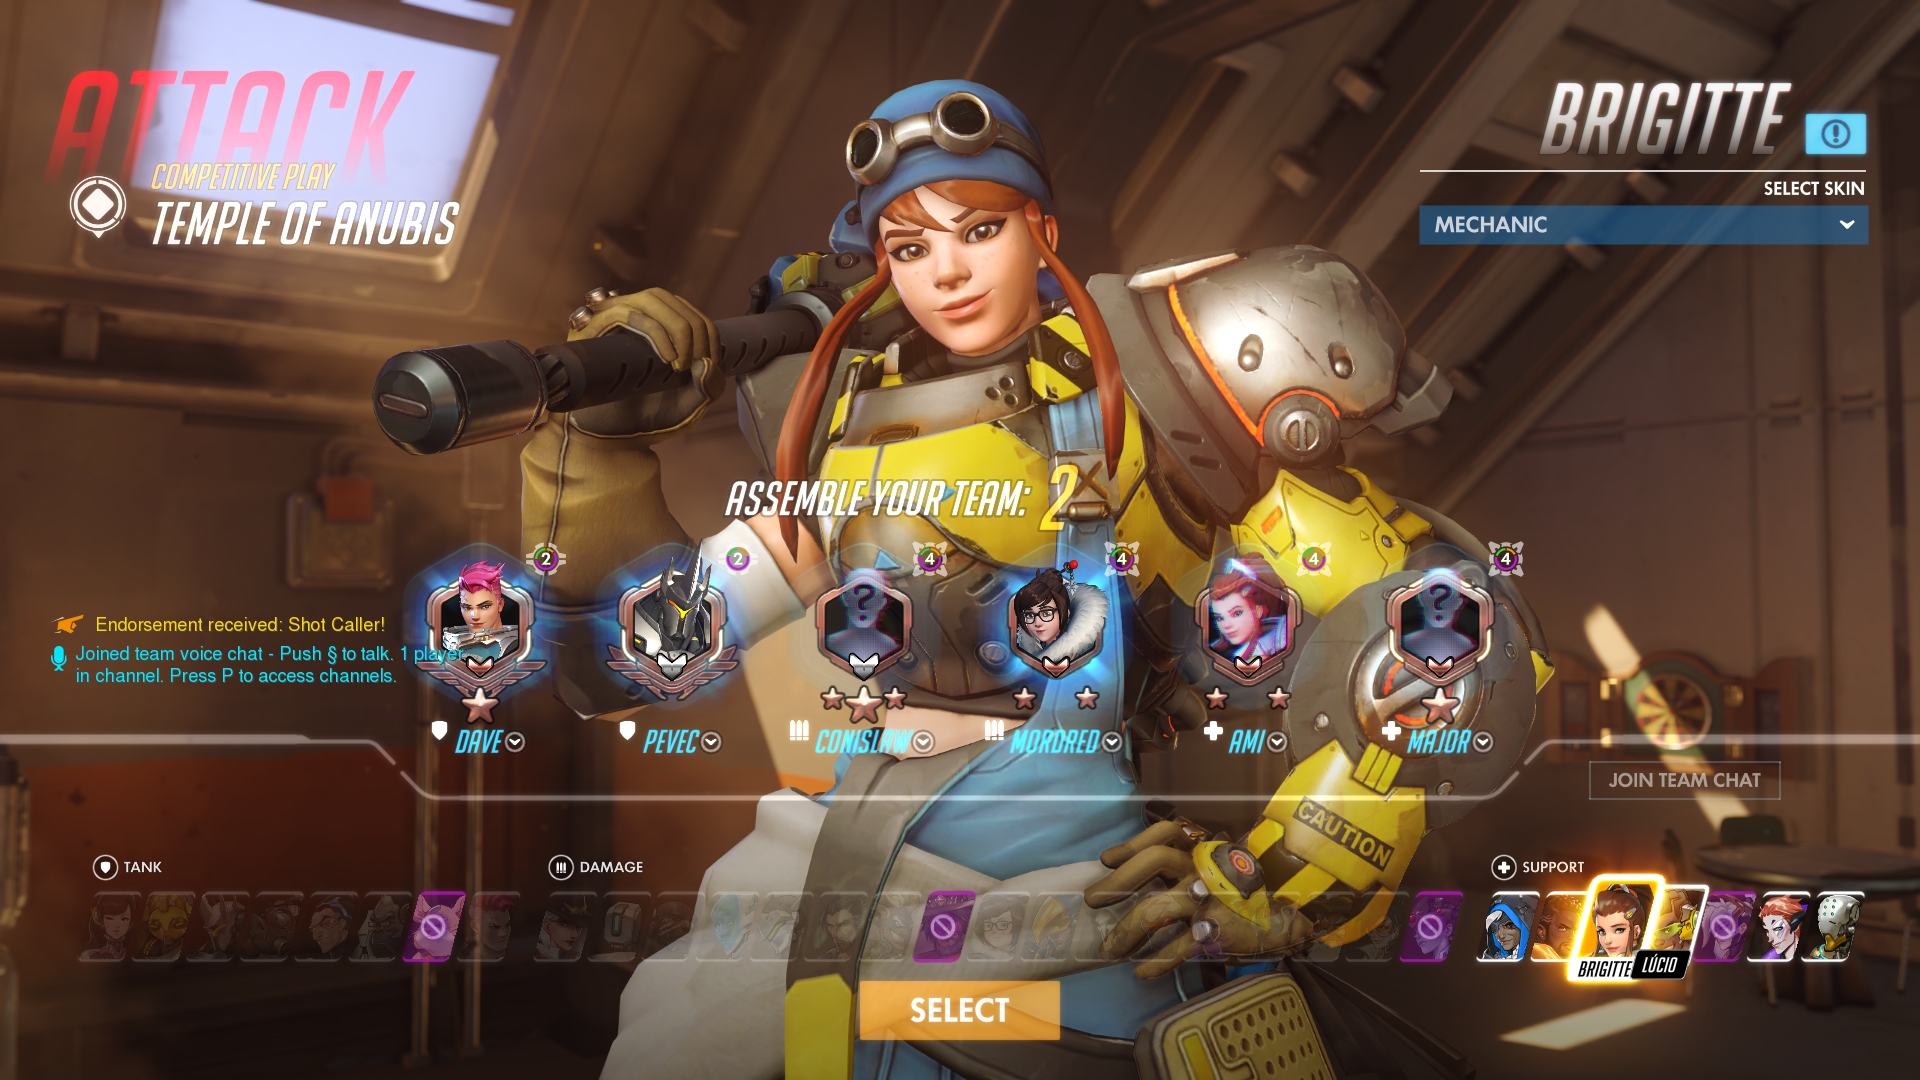 ATTACK
COMPETITIVE PLAY
TEMPLE OF ANUBIS
BRIGITTE
SELECT SKIN
MECHANIC
ASSEMBLE YOUR TEAM: 2
2
2
4
4
4
4
?
?
Endorsement received: Shot Caller!
Joined team voice chat - Push § to talk. 1 player
in channel. Press P to access channels.
DAVE
PEVEC
CONISLAW
MORDRED
AMI
MAJOR
JOIN TEAM CHAT
CAUTION
TANK
DAMAGE
SUPPORT
BRIGITTE
LÚCIO
SELECT